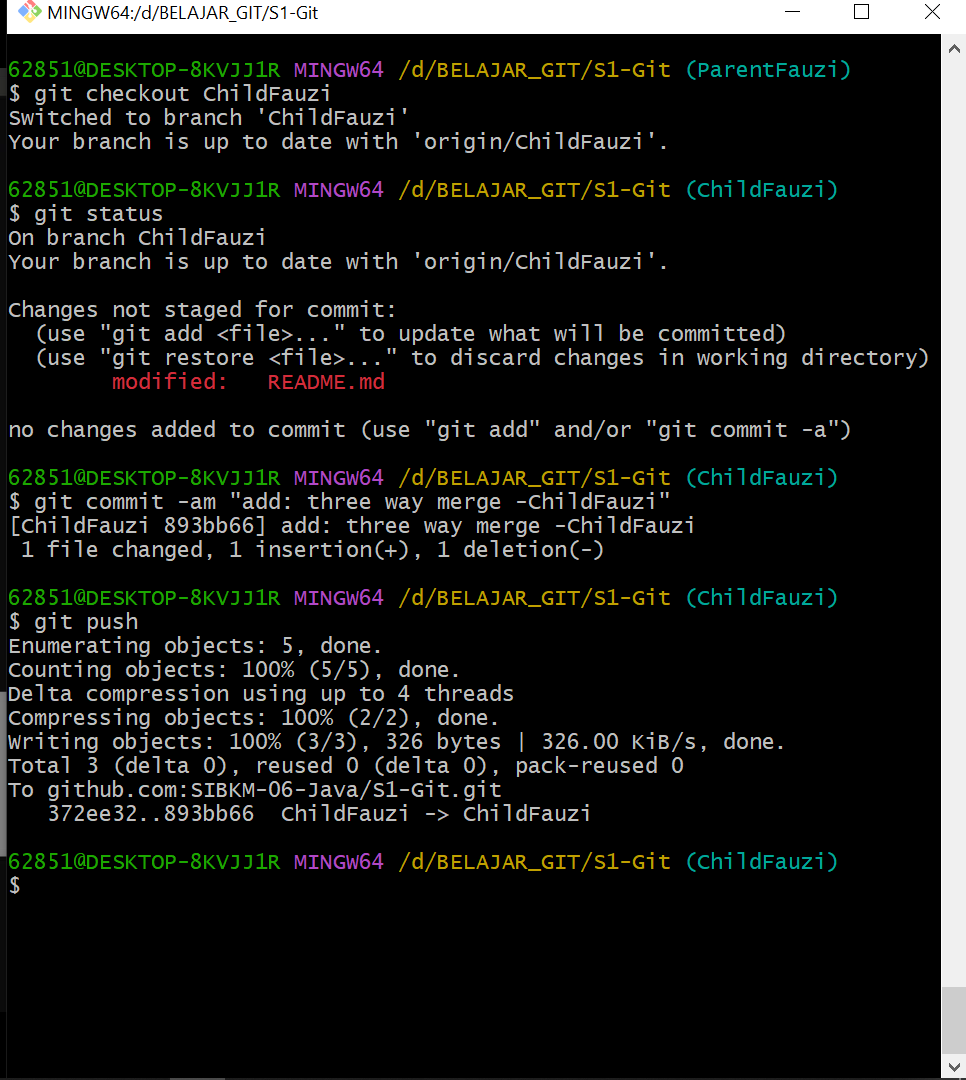 MINGW64:/d/BELAJAR_GIT/S1-Git
62851@DESKTOP-8KVJJ1R MINGW64 /d/BELAJAR_GIT/S1-Git (ParentFauzi)
$ git checkout ChildFauzi
Switched to branch 'ChildFauzi'
Your branch is up to date with 'origin/ChildFauzi'.
62851@DESKTOP-8KVJJ1R MINGW64 /d/BELAJAR_GIT/S1-Git (ChildFauzi)
$ git status
On branch ChildFauzi
Your branch is up to date with 'origin/ChildFauzi'.
Changes not staged for commit:
  (use "git add <file>..." to update what will be committed)
  (use "git restore <file>..." to discard changes in working directory)
        modified:   README.md
no changes added to commit (use "git add" and/or "git commit -a")
62851@DESKTOP-8KVJJ1R MINGW64 /d/BELAJAR_GIT/S1-Git (ChildFauzi)
$ git commit -am "add: three way merge -ChildFauzi"
[ChildFauzi 893bb66] add: three way merge -ChildFauzi
 1 file changed, 1 insertion(+), 1 deletion(-)
62851@DESKTOP-8KVJJ1R MINGW64 /d/BELAJAR_GIT/S1-Git (ChildFauzi)
$ git push
Enumerating objects: 5, done.
Counting objects: 100% (5/5), done.
Delta compression using up to 4 threads
Compressing objects: 100% (2/2), done.
Writing objects: 100% (3/3), 326 bytes | 326.00 KiB/s, done.
Total 3 (delta 0), reused 0 (delta 0), pack-reused 0
To github.com:SIBKM-06-Java/S1-Git.git
   372ee32..893bb66  ChildFauzi -> ChildFauzi
62851@DESKTOP-8KVJJ1R MINGW64 /d/BELAJAR_GIT/S1-Git (ChildFauzi)
$